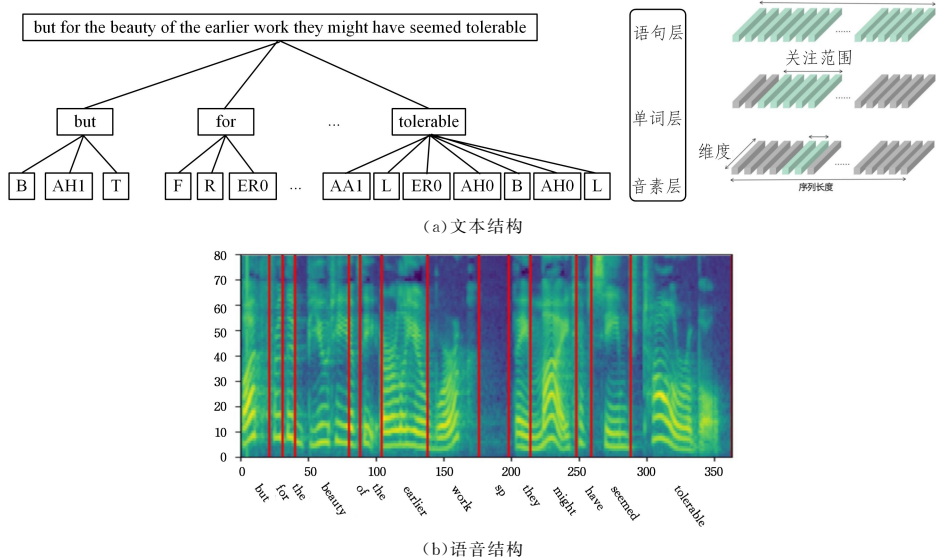 but for the beauty of the earlier work they might have seemed tolerable
but for ... tolerable
B AH1 T F R ER0 ... AA1 L ER0 AH0 B AH0 L
语句层
单词层
音素层
......
关注范围
......
维度
......
序列长度
(a)文本结构
80
70
60
50
40
30
20
10
0
0 50 100 150 200 250 300 350
but for the beauty of the earlier work sp they might have seemed tolerable
(b)语音结构